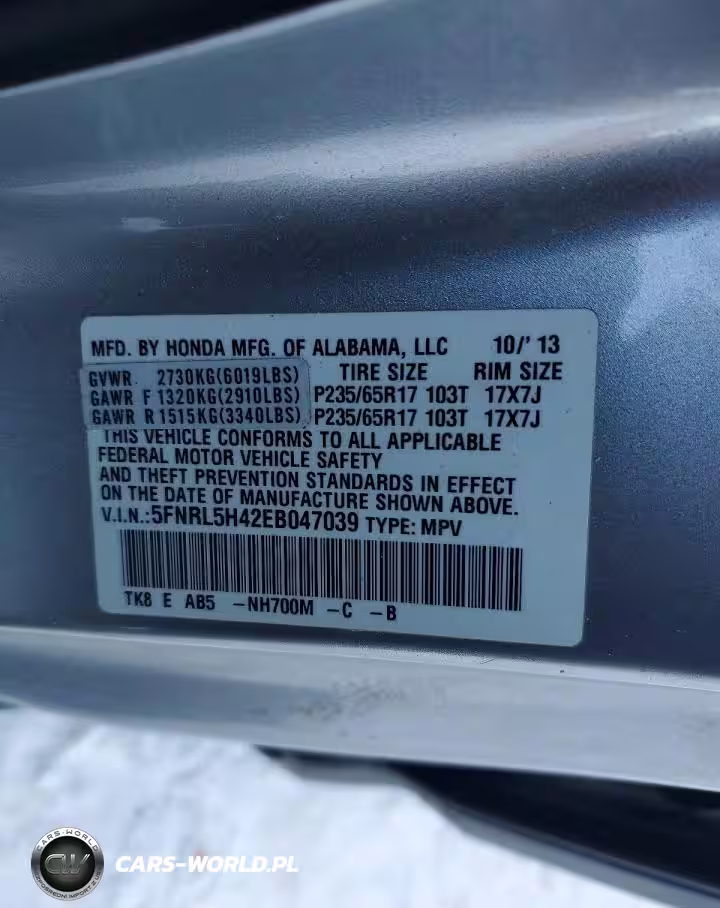 MFD. BY HONDA MFG. OF ALABAMA, LLC 10/' 13
GVWR 2730KG(6019LBS) TIRE SIZE RIM SIZE
GAWR F 1320KG(2910LBS) P235/65R17 103T 17X7J
GAWR R 1515KG(3340LBS) P235/65R17 103T 17X7J
THIS VEHICLE CONFORMS TO ALL APPLICABLE
FEDERAL MOTOR VEHICLE SAFETY
AND THEFT PREVENTION STANDARDS IN EFFECT
ON THE DATE OF MANUFACTURE SHOWN ABOVE.
V.I.N.:5FNRL5H42EB047039 TYPE: MPV
TK8 E AB5 -NH700M -C -B
CARS-WORLD
CW
CARS-WORLD.PL